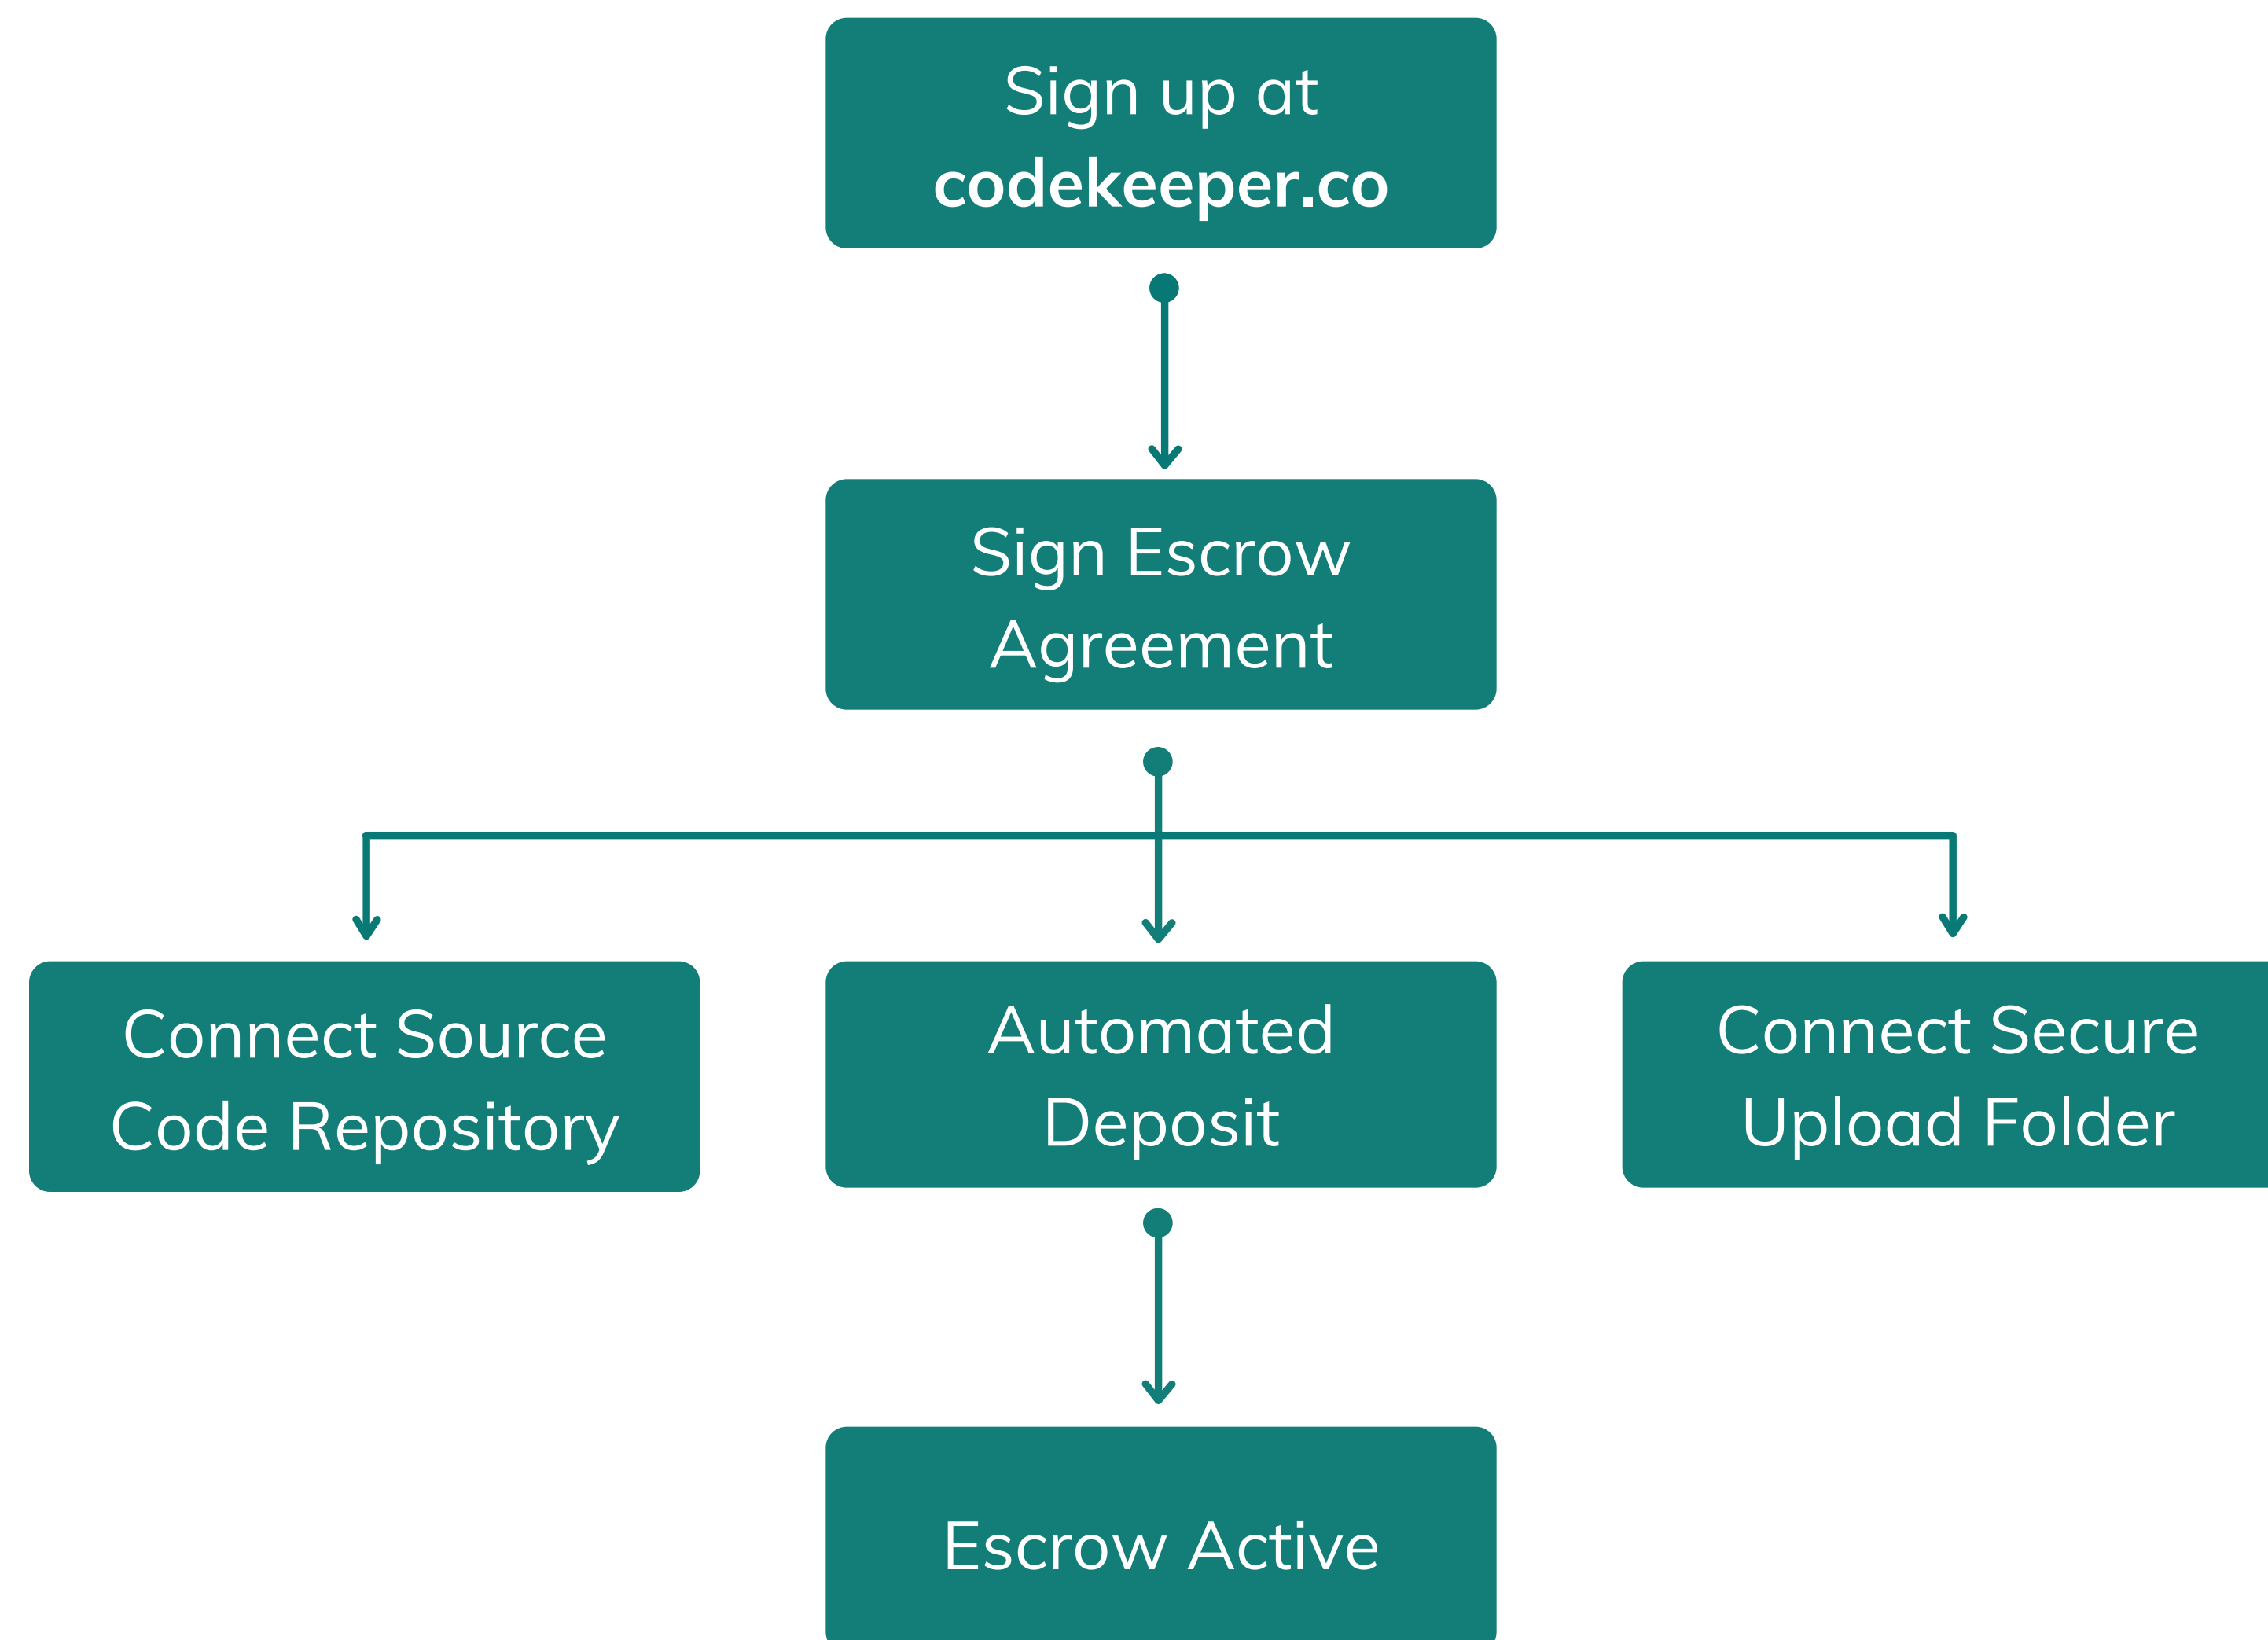 Sign up at
codekeeper.co
Sign Escrow
Agreement
Connect Source
Code Repository
Automated
Deposit
Connect Secure
Upload Folder
Escrow Active